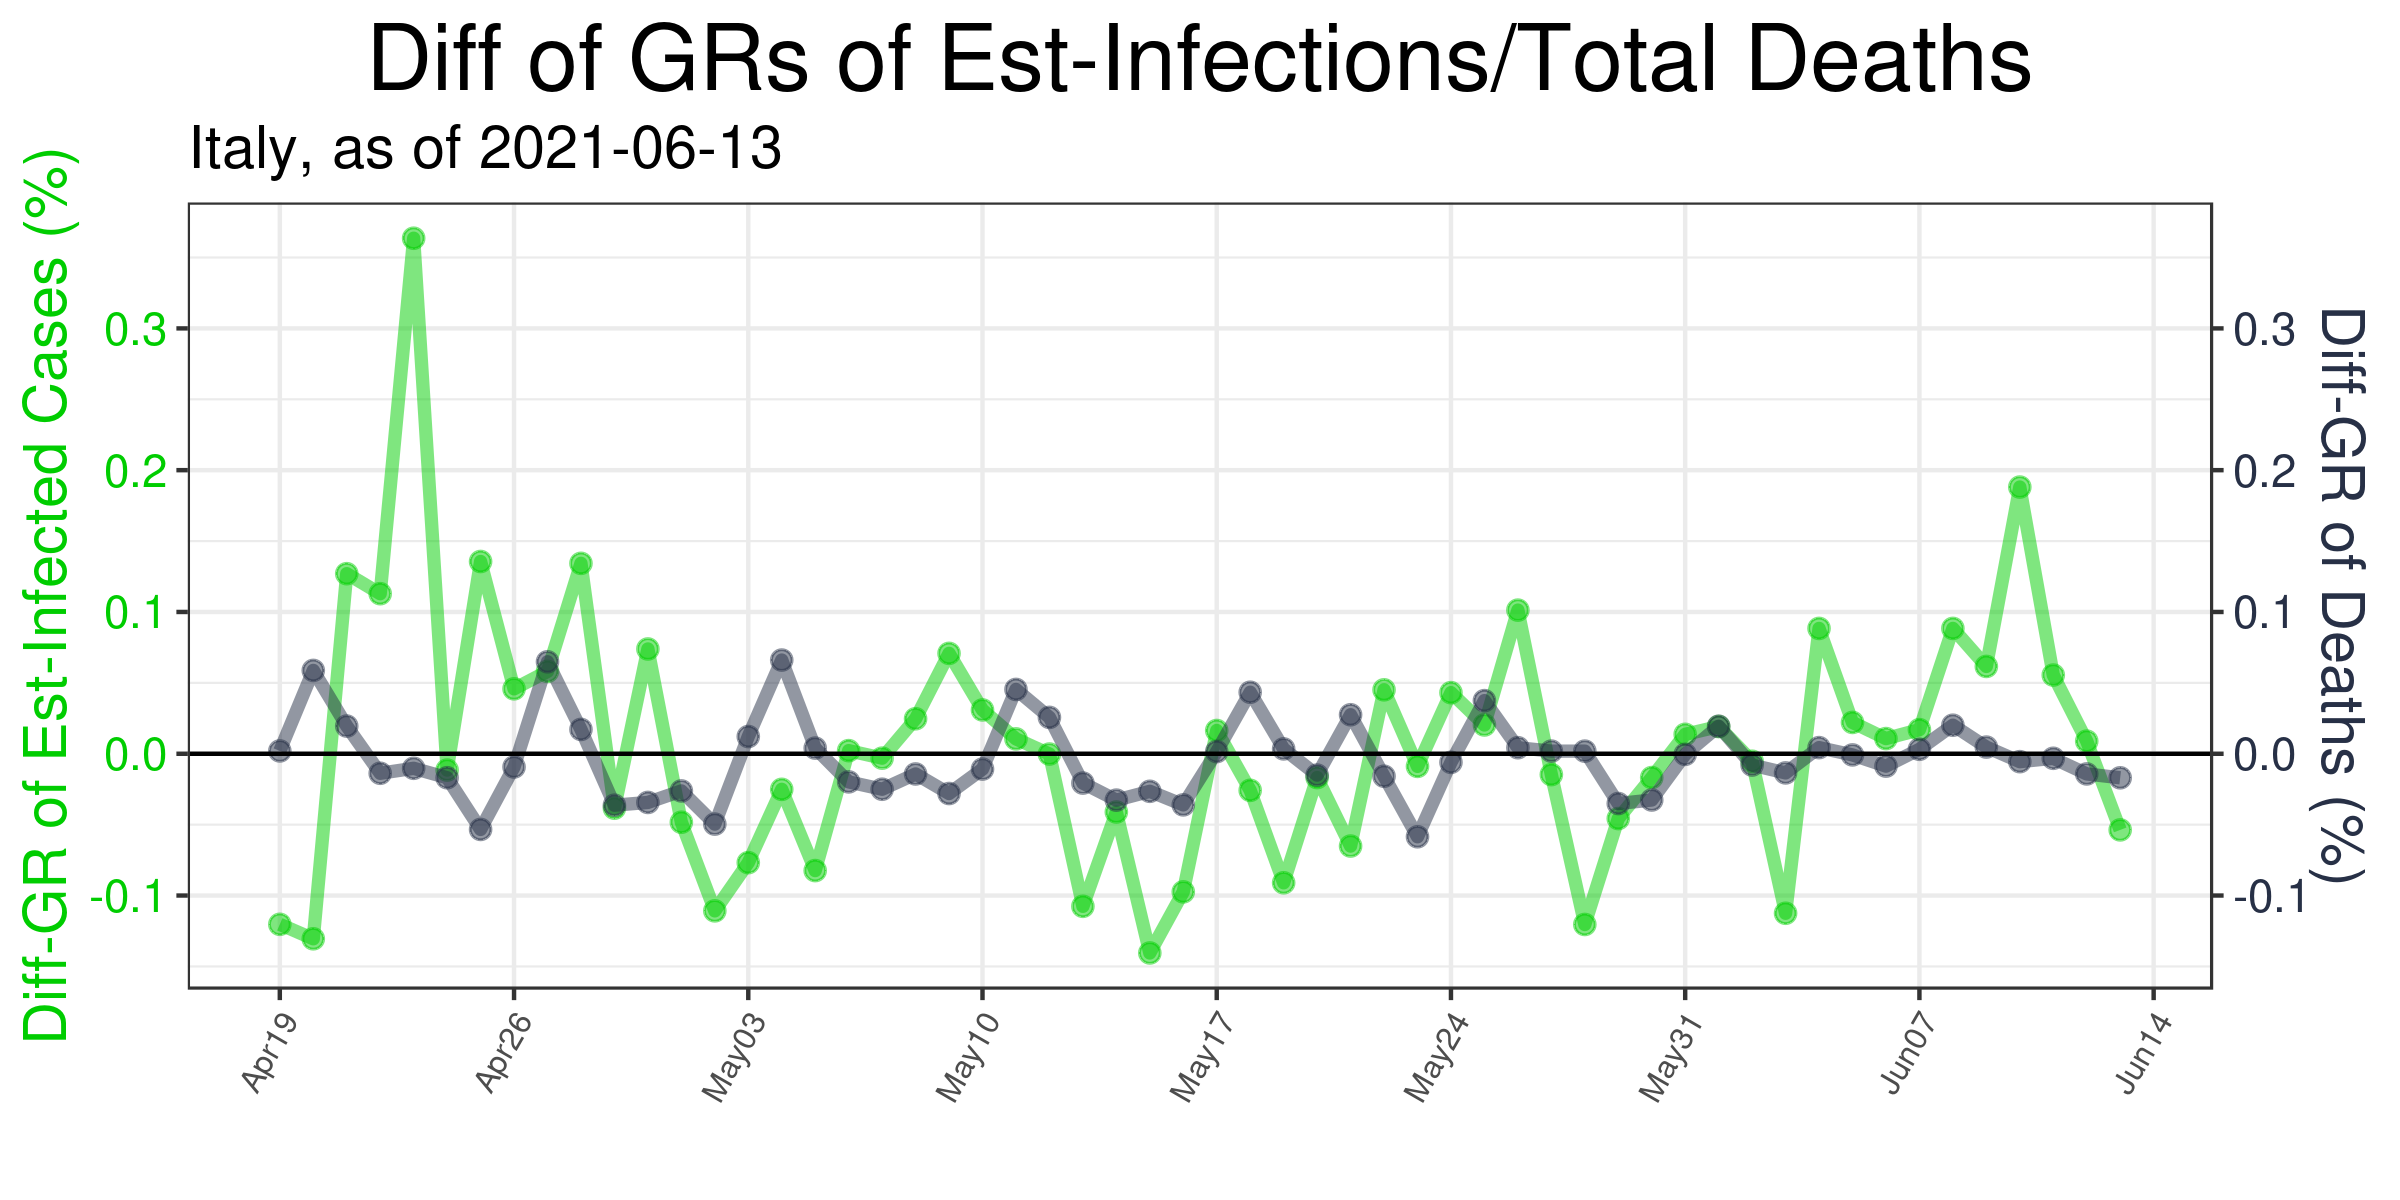 Diff of GRs of Est-Infections/Total Deaths
Italy, as of 2021-06-13
Diff-GR of Est-Infected Cases (%)
0.3
0.2
0.1
0.0
-0.1
0.3
0.2
0.1
0.0
-0.1
Diff-GR of Deaths (%)
Apr19
Apr26
May03
May10
May17
May24
May31
Jun07
Jun14